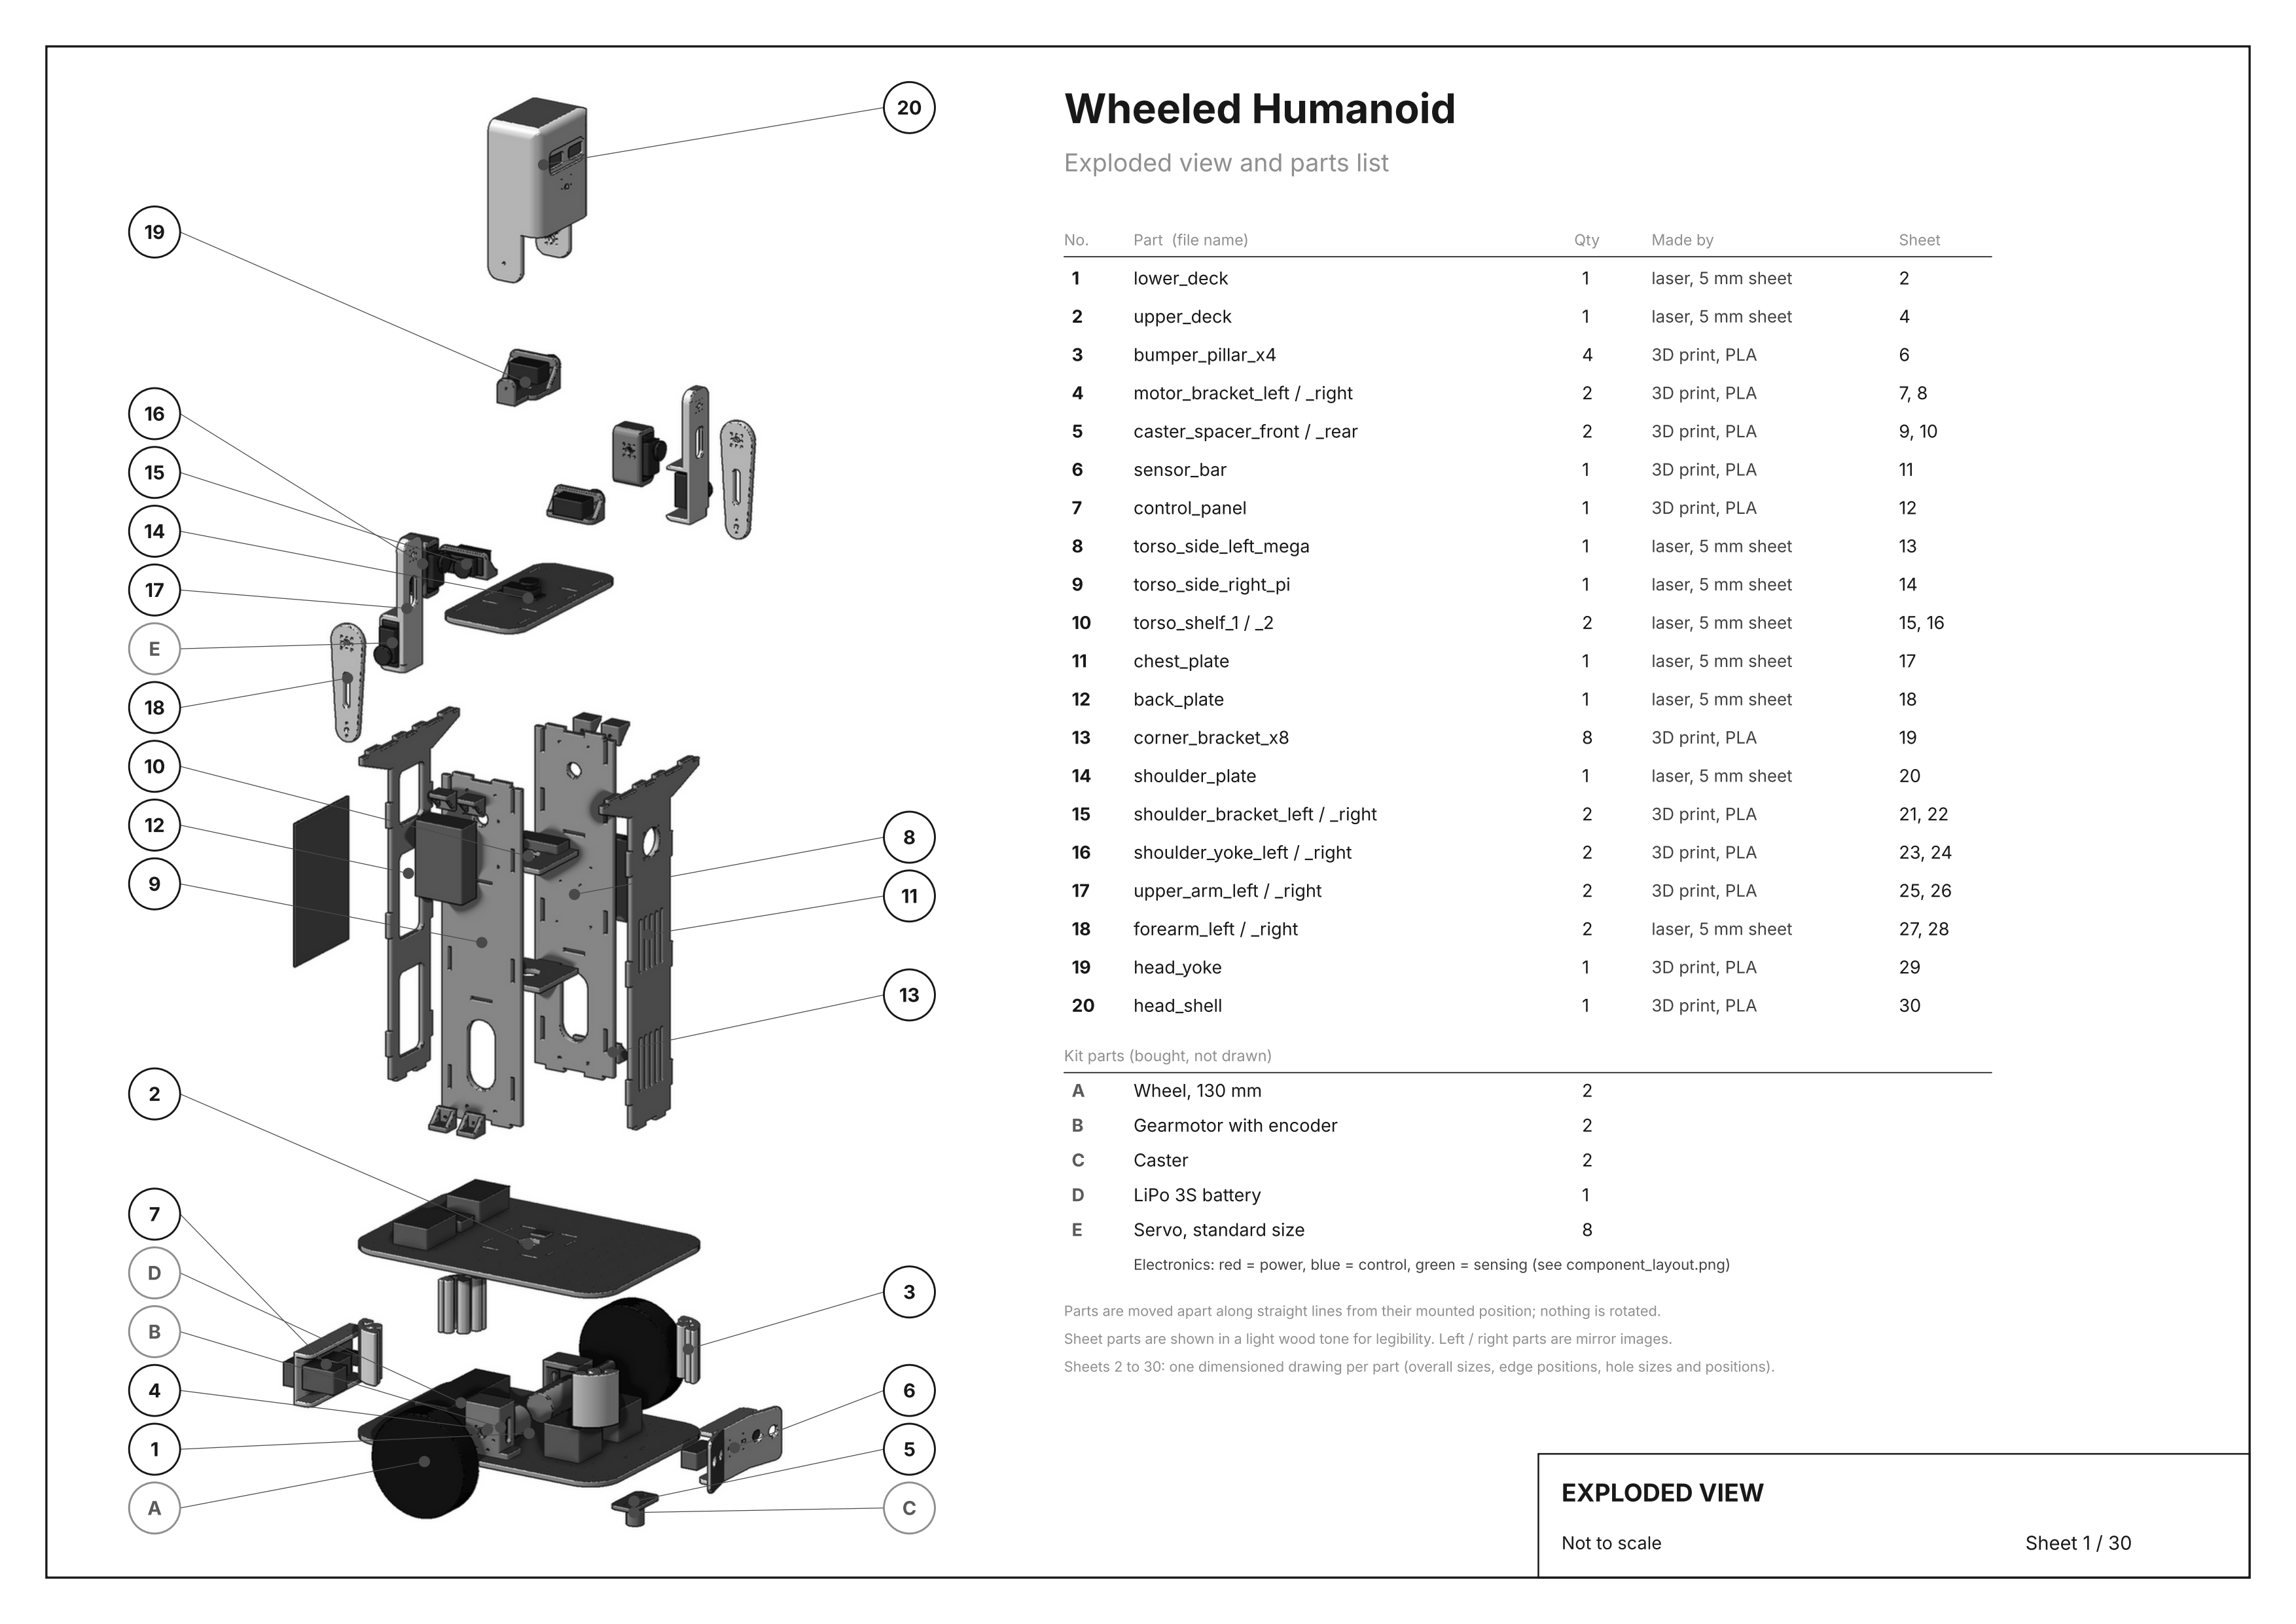 Wheeled Humanoid
Exploded view and parts list
No. Part (file name) Qty Made by Sheet
1 lower_deck 1 laser, 5 mm sheet 2
2 upper_deck 1 laser, 5 mm sheet 4
3 bumper_pillar_x4 4 3D print, PLA 6
4 motor_bracket_left / _right 2 3D print, PLA 7, 8
5 caster_spacer_front / _rear 2 3D print, PLA 9, 10
6 sensor_bar 1 3D print, PLA 11
7 control_panel 1 3D print, PLA 12
8 torso_side_left_mega 1 laser, 5 mm sheet 13
9 torso_side_right_pi 1 laser, 5 mm sheet 14
10 torso_shelf_1 / _2 2 laser, 5 mm sheet 15, 16
11 chest_plate 1 laser, 5 mm sheet 17
12 back_plate 1 laser, 5 mm sheet 18
13 corner_bracket_x8 8 3D print, PLA 19
14 shoulder_plate 1 laser, 5 mm sheet 20
15 shoulder_bracket_left / _right 2 3D print, PLA 21, 22
16 shoulder_yoke_left / _right 2 3D print, PLA 23, 24
17 upper_arm_left / _right 2 3D print, PLA 25, 26
18 forearm_left / _right 2 laser, 5 mm sheet 27, 28
19 head_yoke 1 3D print, PLA 29
20 head_shell 1 3D print, PLA 30
Kit parts (bought, not drawn)
A Wheel, 130 mm 2
B Gearmotor with encoder 2
C Caster 2
D LiPo 3S battery 1
E Servo, standard size 8
Electronics: red = power, blue = control, green = sensing (see component_layout.png)
Parts are moved apart along straight lines from their mounted position; nothing is rotated.
Sheet parts are shown in a light wood tone for legibility. Left / right parts are mirror images.
Sheets 2 to 30: one dimensioned drawing per part (overall sizes, edge positions, hole sizes and positions).
EXPLODED VIEW
Not to scale Sheet 1 / 30
20
19
16
15
14
17
E
18
10
12
9
8
11
13
2
7
D
B
4
1
A
3
6
5
C